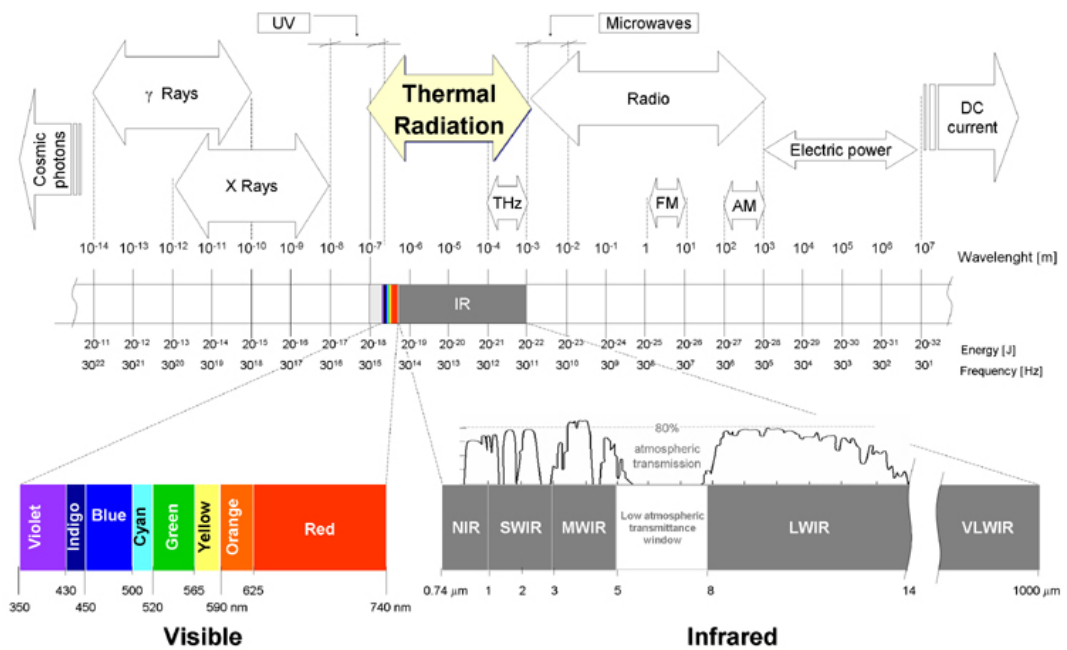 UV
Microwaves
Cosmic
photons
γ Rays
X Rays
Thermal
Radiation
THz
Radio
FM
AM
Electric power
DC
current
10-14 10-13 10-12 10-11 10-10 10-9 10-8 10-7 10-6 10-5 10-4 10-3 10-2 10-1 1 101 102 103 104 105 106 107
Wavelenght [m]
IR
20-11 20-12 20-13 20-14 20-15 20-16 20-17 20-18 20-19 20-20 20-21 20-22 20-23 20-24 20-25 20-26 20-27 20-28 20-29 20-30 20-31 20-32
Energy [J]
3022 3021 3020 3019 3018 3017 3016 3015 3014 3013 3012 3011 3010 309 308 307 306 305 304 303 302 301
Frequency [Hz]
80%
atmospheric
transmission
Violet
Indigo
Blue
Cyan
Green
Yellow
Orange
Red
350 430 450 500 520 565 590 nm 625 740 nm
Visible
NIR
SWIR
MWIR
Low atmospheric
transmittance
window
LWIR
VLWIR
0.74 μm 1 2 3 5 8 14 1000 μm
Infrared